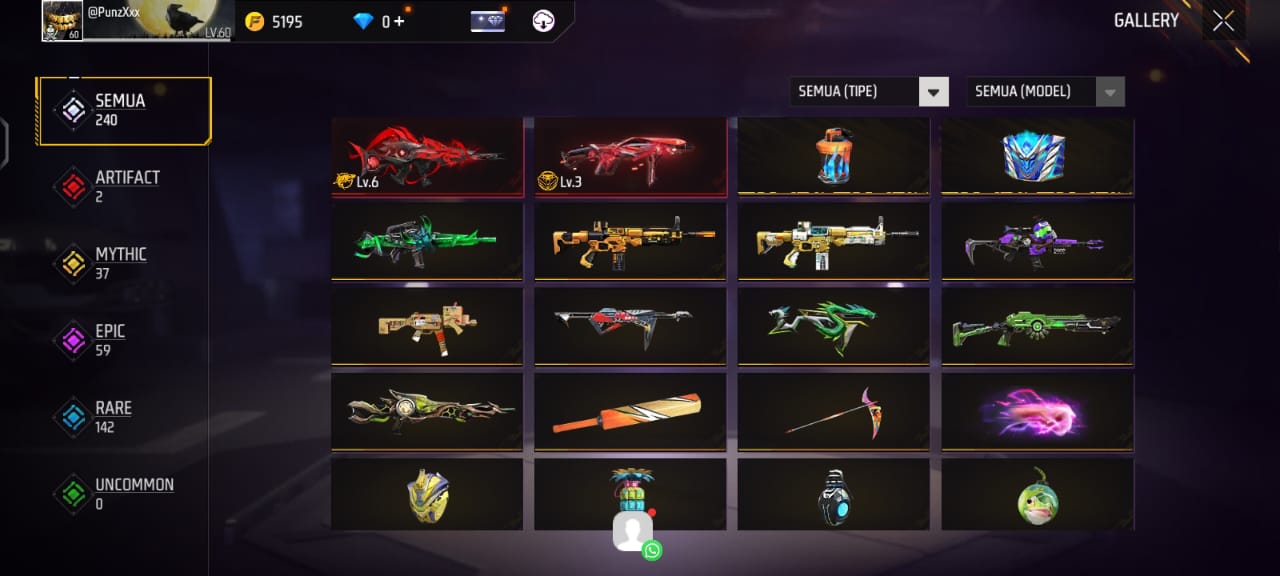 @PunzXxx
60
LV.60
5195
0+
GALLERY
SEMUA
240
SEMUA (TIPE)
SEMUA (MODEL)
ARTIFACT
2
MYTHIC
37
EPIC
59
RARE
142
UNCOMMON
0
Lv.6
Lv.3